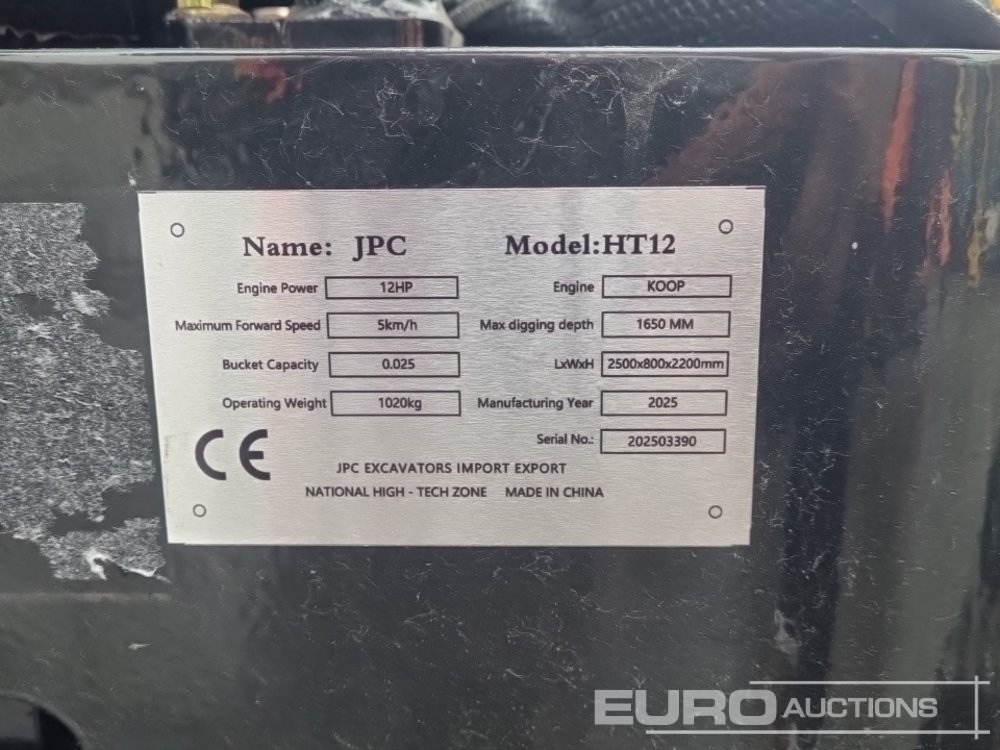 Name: JPC Model:HT12
Engine Power 12HP Engine KOOP
Maximum Forward Speed 5km/h Max digging depth 1650 MM
Bucket Capacity 0.025 LxWxH 2500x800x2200mm
Operating Weight 1020kg Manufacturing Year 2025
Serial No.: 202503390
CE
JPC EXCAVATORS IMPORT EXPORT
NATIONAL HIGH - TECH ZONE MADE IN CHINA
EURO AUCTIONS